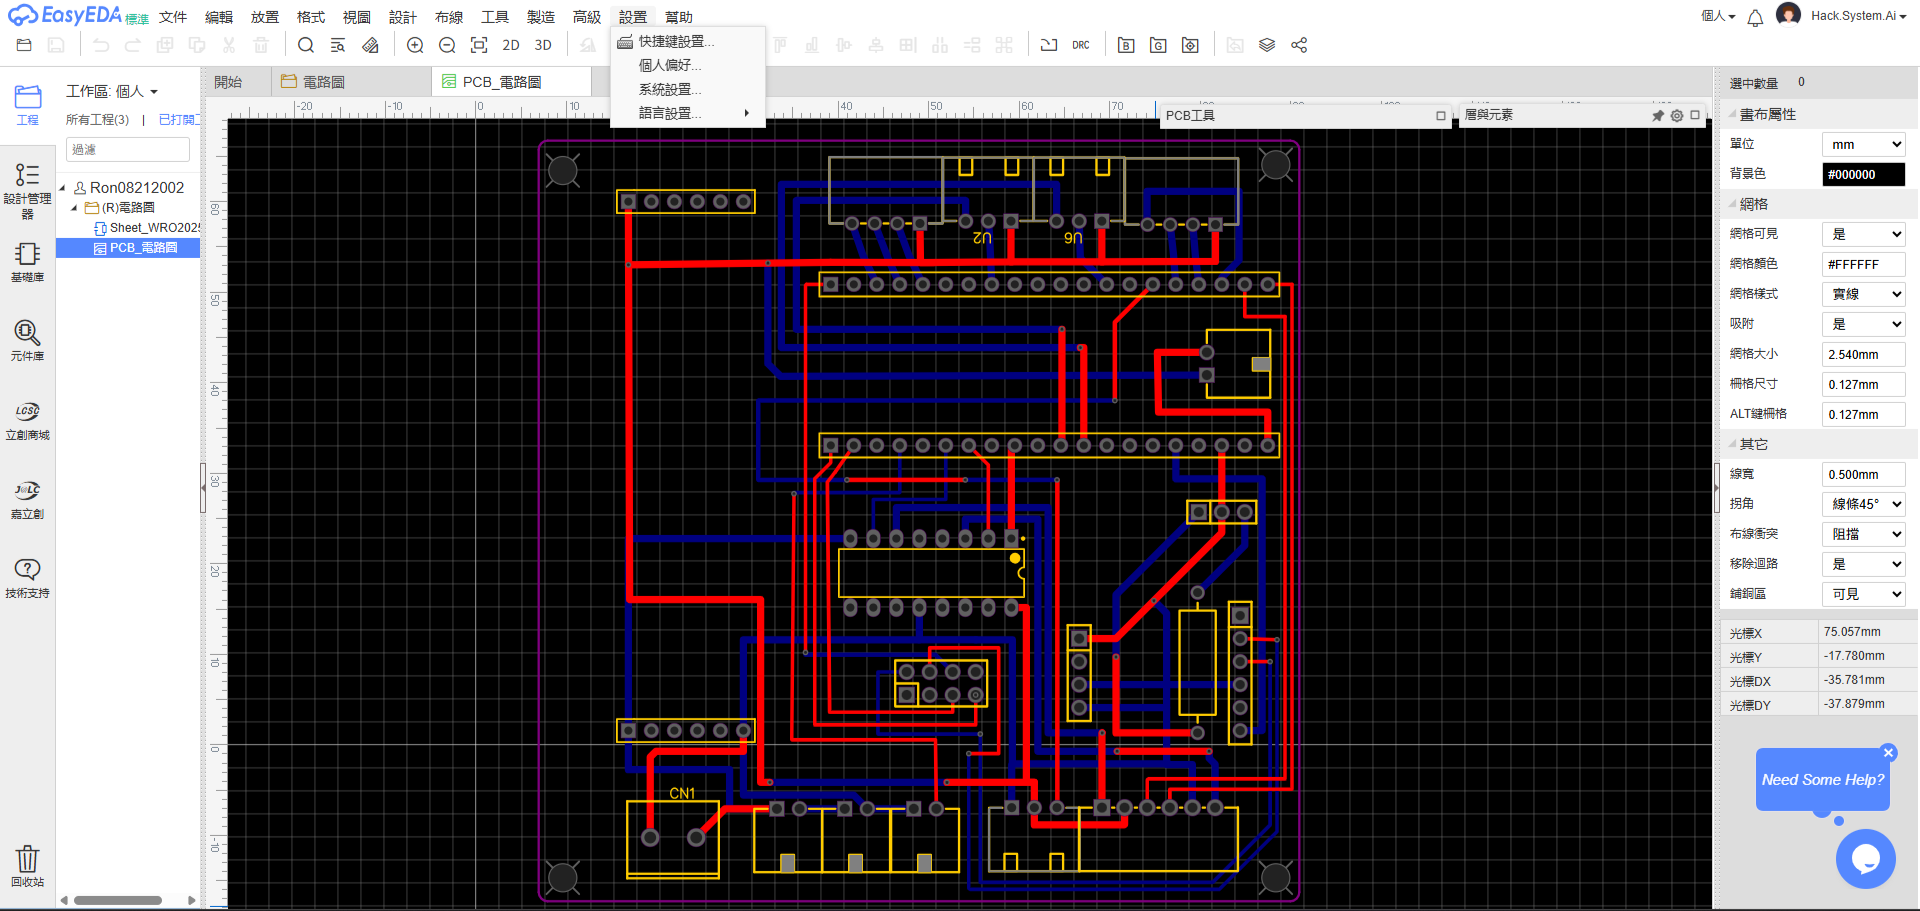 EasyEDA 標準 文件 編輯 放置 格式 視圖 設計 布線 工具 製造 高級 設置 幫助 個人 Hack.System.Ai
2D 3D DRC B G
快捷鍵設置...
個人偏好...
系統設置...
語言設置...
開始 電路圖 PCB_電路圖
工程
設計管理器
基礎庫
元件庫
LCSC
立創商城
JLC
嘉立創
技術支持
回收站
工作區: 個人
所有工程(3) | 已打開工
過濾
Ron08212002
(R)電路圖
Sheet_WRO2025
PCB_電路圖
-20 -10 0 10 40 50 60 70
60
50
40
30
20
10
0
-10
PCB工具
層與元素
U2 U6
CN1
選中數量 0
畫布屬性
單位 mm
背景色 #000000
網格
網格可見 是
網格顏色 #FFFFFF
網格樣式 實線
吸附 是
網格大小 2.540mm
柵格尺寸 0.127mm
ALT鍵柵格 0.127mm
其它
線寬 0.500mm
拐角 線條45°
布線衝突 阻擋
移除迴路 是
鋪銅區 可見
光標X 75.057mm
光標Y -17.780mm
光標DX -35.781mm
光標DY -37.879mm
Need Some Help?